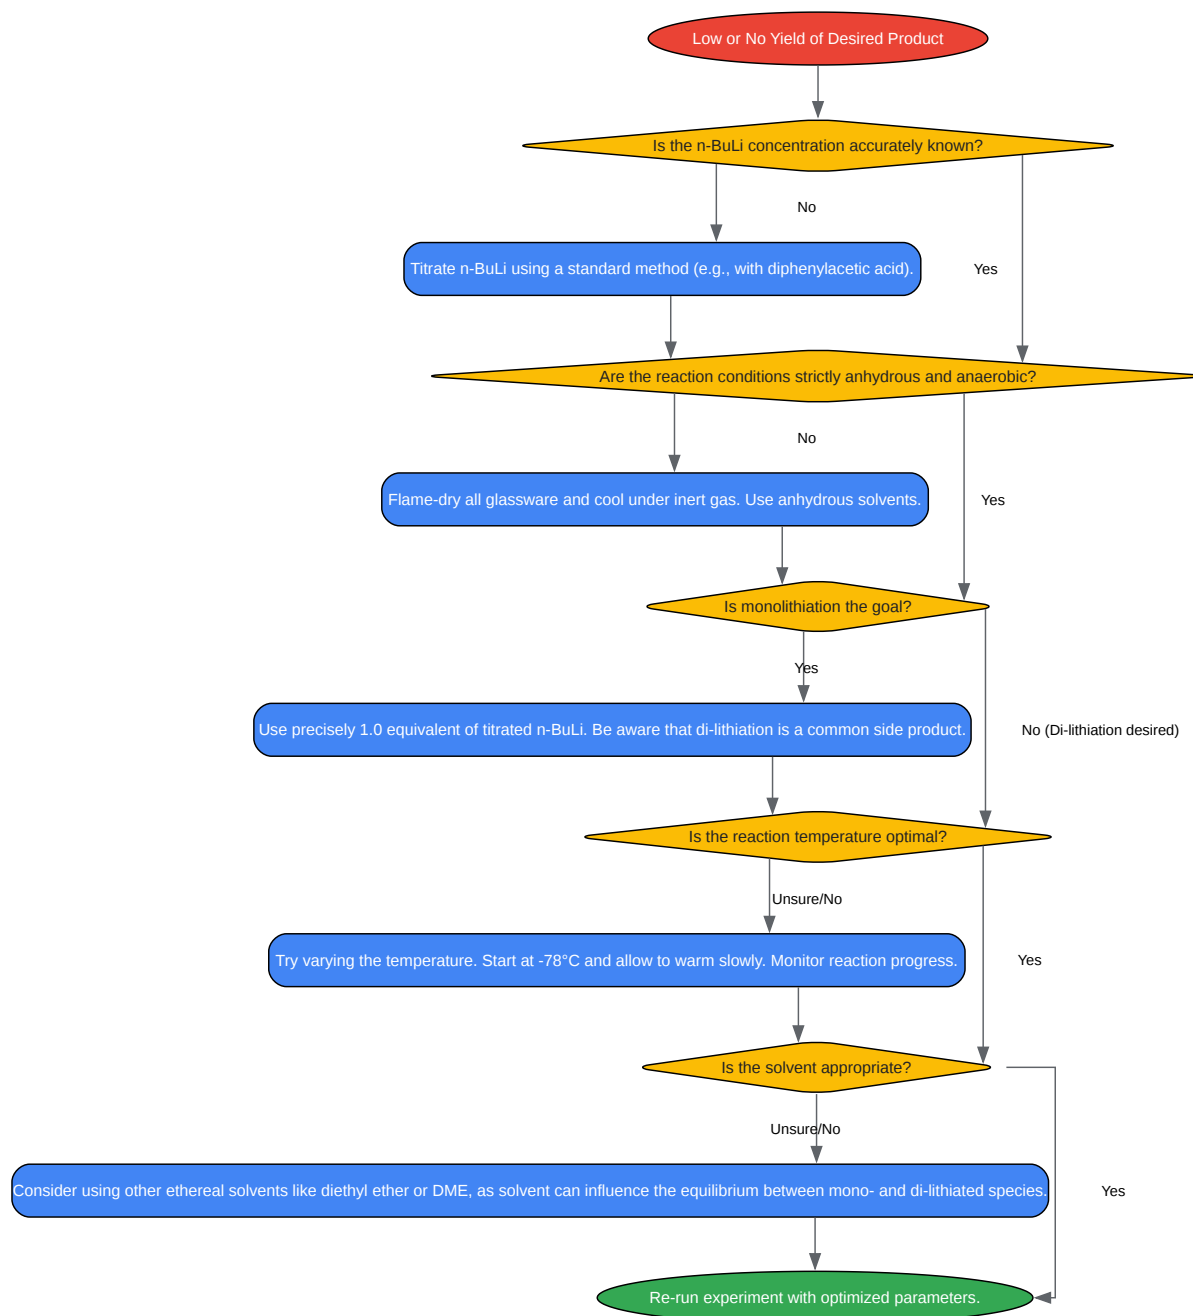 Low or No Yield of Desired Product
Is the n-BuLi concentration accurately known?
No
Titrate n-BuLi using a standard method (e.g., with diphenylacetic acid).
Yes
Are the reaction conditions strictly anhydrous and anaerobic?
No
Flame-dry all glassware and cool under inert gas. Use anhydrous solvents.
Yes
Is monolithiation the goal?
Yes
Use precisely 1.0 equivalent of titrated n-BuLi. Be aware that di-lithiation is a common side product.
No (Di-lithiation desired)
Is the reaction temperature optimal?
Unsure/No
Try varying the temperature. Start at -78°C and allow to warm slowly. Monitor reaction progress.
Yes
Is the solvent appropriate?
Unsure/No
Consider using other ethereal solvents like diethyl ether or DME, as solvent can influence the equilibrium between mono- and di-lithiated species.
Yes
Re-run experiment with optimized parameters.